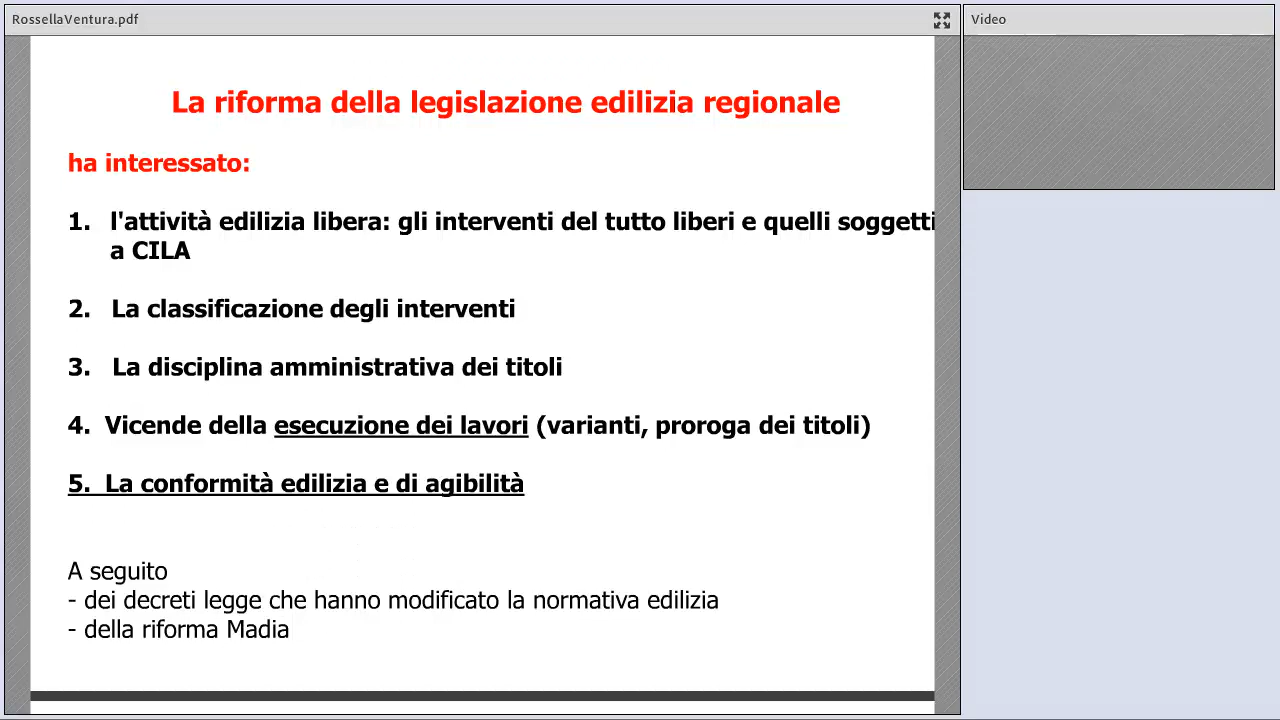 RossellaVentura.pdf
Video
La riforma della legislazione edilizia regionale
ha interessato:
1. l'attività edilizia libera: gli interventi del tutto liberi e quelli soggetti
a CILA
2. La classificazione degli interventi
3. La disciplina amministrativa dei titoli
4. Vicende della esecuzione dei lavori (varianti, proroga dei titoli)
5. La conformità edilizia e di agibilità
A seguito
- dei decreti legge che hanno modificato la normativa edilizia
- della riforma Madia